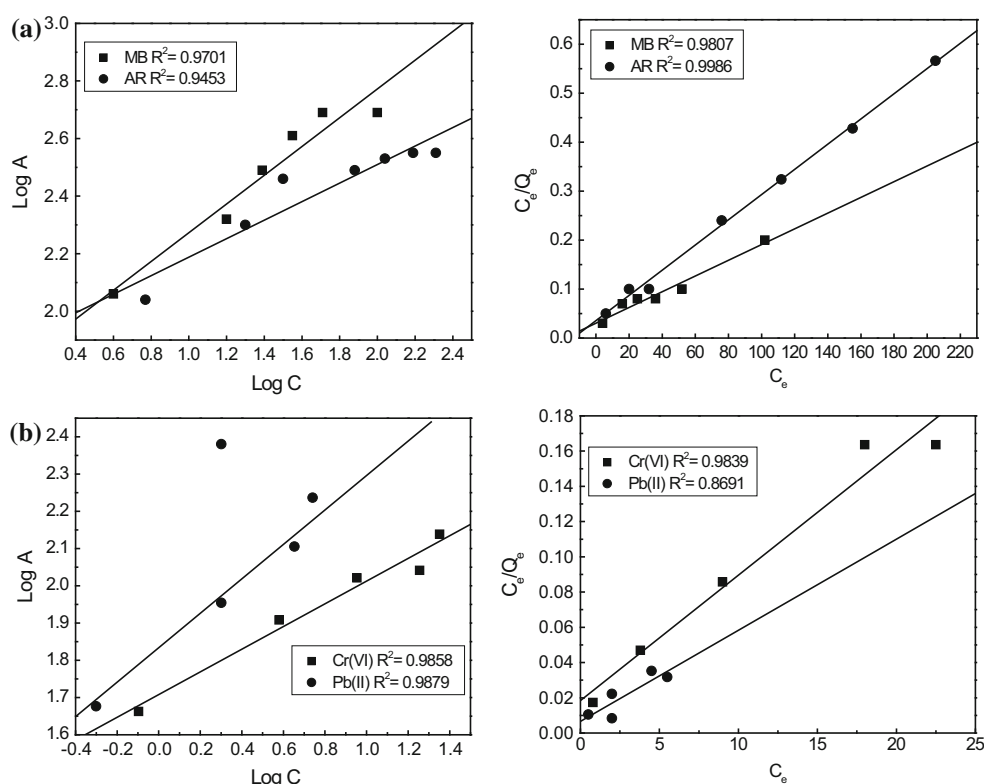 (a)
3.0
2.8
2.6
2.4
2.2
2.0
Log A
MB R²= 0.9701
AR R²= 0.9453
0.4 0.6 0.8 1.0 1.2 1.4 1.6 1.8 2.0 2.2 2.4
Log C
0.6
0.5
0.4
0.3
0.2
0.1
0.0
Cₑ/Qₑ
MB R²= 0.9807
AR R²= 0.9986
0 20 40 60 80 100 120 140 160 180 200 220
Cₑ
(b)
2.4
2.3
2.2
2.1
2.0
1.9
1.8
1.7
1.6
Log A
Cr(VI) R²= 0.9858
Pb(II) R²= 0.9879
-0.4 -0.2 0.0 0.2 0.4 0.6 0.8 1.0 1.2 1.4
Log C
0.18
0.16
0.14
0.12
0.10
0.08
0.06
0.04
0.02
0.00
Cₑ/Qₑ
Cr(VI) R²= 0.9839
Pb(II) R²= 0.8691
0 5 10 15 20 25
Cₑ